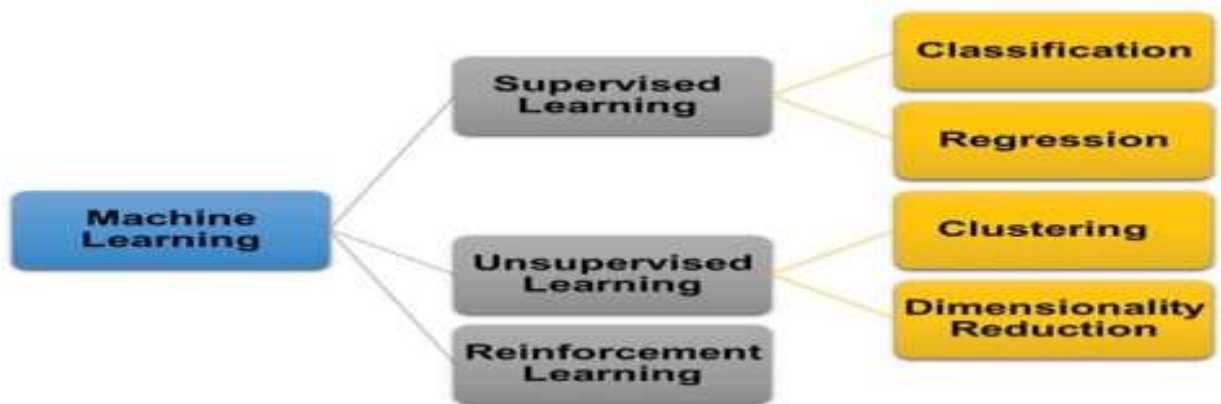 Machine
Learning
Supervised
Learning
Unsupervised
Learning
Reinforcement
Learning
Classification
Regression
Clustering
Dimensionality
Reduction